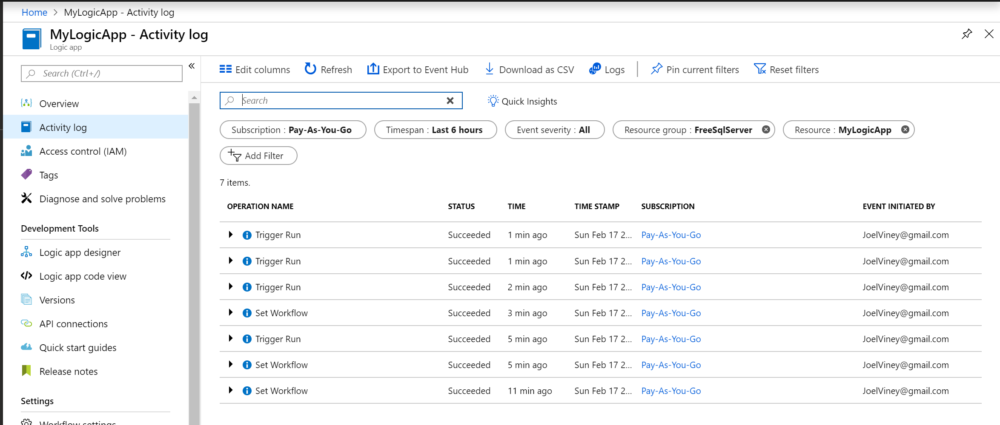 Home > MyLogicApp - Activity log
MyLogicApp - Activity log
Logic app
Search (Ctrl+/)
«
Overview
Activity log
Access control (IAM)
Tags
Diagnose and solve problems
Development Tools
Logic app designer
Logic app code view
Versions
API connections
Quick start guides
Release notes
Settings
Workflow settings
Edit columns Refresh Export to Event Hub Download as CSV Logs Pin current filters Reset filters
Search Quick Insights
Subscription : Pay-As-You-Go Timespan : Last 6 hours Event severity : All Resource group : FreeSqlServer Resource : MyLogicApp
Add Filter
7 items.
OPERATION NAME STATUS TIME TIME STAMP SUBSCRIPTION EVENT INITIATED BY
Trigger Run Succeeded 1 min ago Sun Feb 17 2... Pay-As-You-Go JoelViney@gmail.com
Trigger Run Succeeded 1 min ago Sun Feb 17 2... Pay-As-You-Go JoelViney@gmail.com
Trigger Run Succeeded 2 min ago Sun Feb 17 2... Pay-As-You-Go JoelViney@gmail.com
Set Workflow Succeeded 3 min ago Sun Feb 17 2... Pay-As-You-Go JoelViney@gmail.com
Trigger Run Succeeded 5 min ago Sun Feb 17 2... Pay-As-You-Go JoelViney@gmail.com
Set Workflow Succeeded 5 min ago Sun Feb 17 2... Pay-As-You-Go JoelViney@gmail.com
Set Workflow Succeeded 11 min ago Sun Feb 17 2... Pay-As-You-Go JoelViney@gmail.com